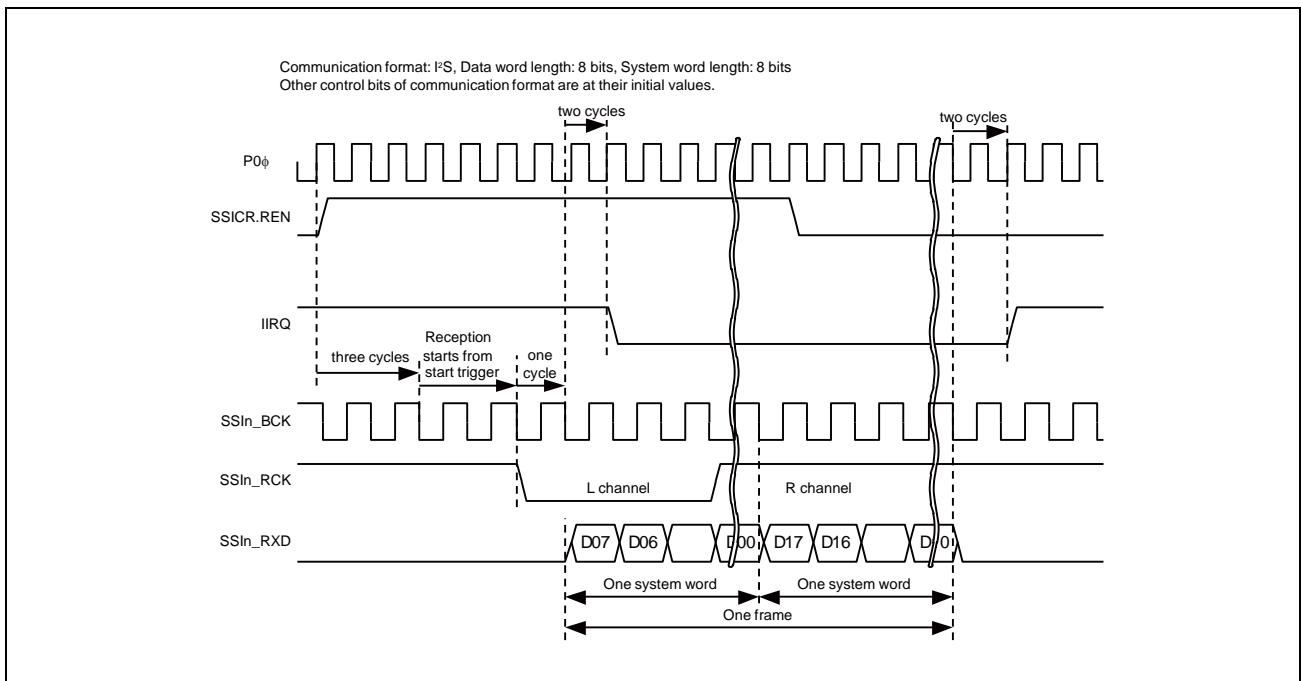 Communication format: I²S, Data word length: 8 bits, System word length: 8 bits
Other control bits of communication format are at their initial values.
two cycles
two cycles
P0ϕ
SSICR.REN
IIRQ
three cycles
Reception
starts from
start trigger
one
cycle
SSIn_BCK
SSIn_RCK
L channel
R channel
SSIn_RXD
D07
D06
D00
D17
D16
One system word
One system word
One frame